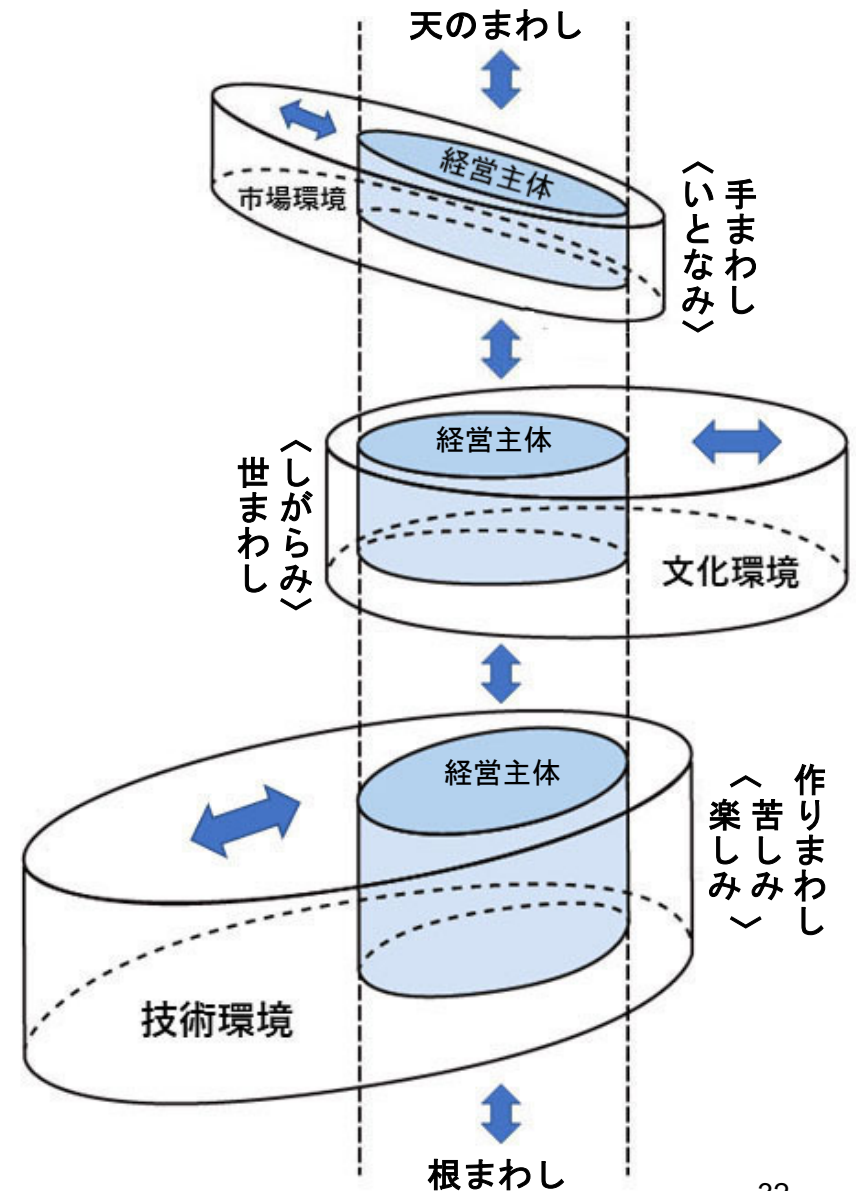 天のまわし
経営主体
市場環境
手まわし
〈いとなみ〉
経営主体
世まわし
〈しがらみ〉
文化環境
経営主体
作りまわし
〈苦しみ
楽しみ〉
技術環境
根まわし